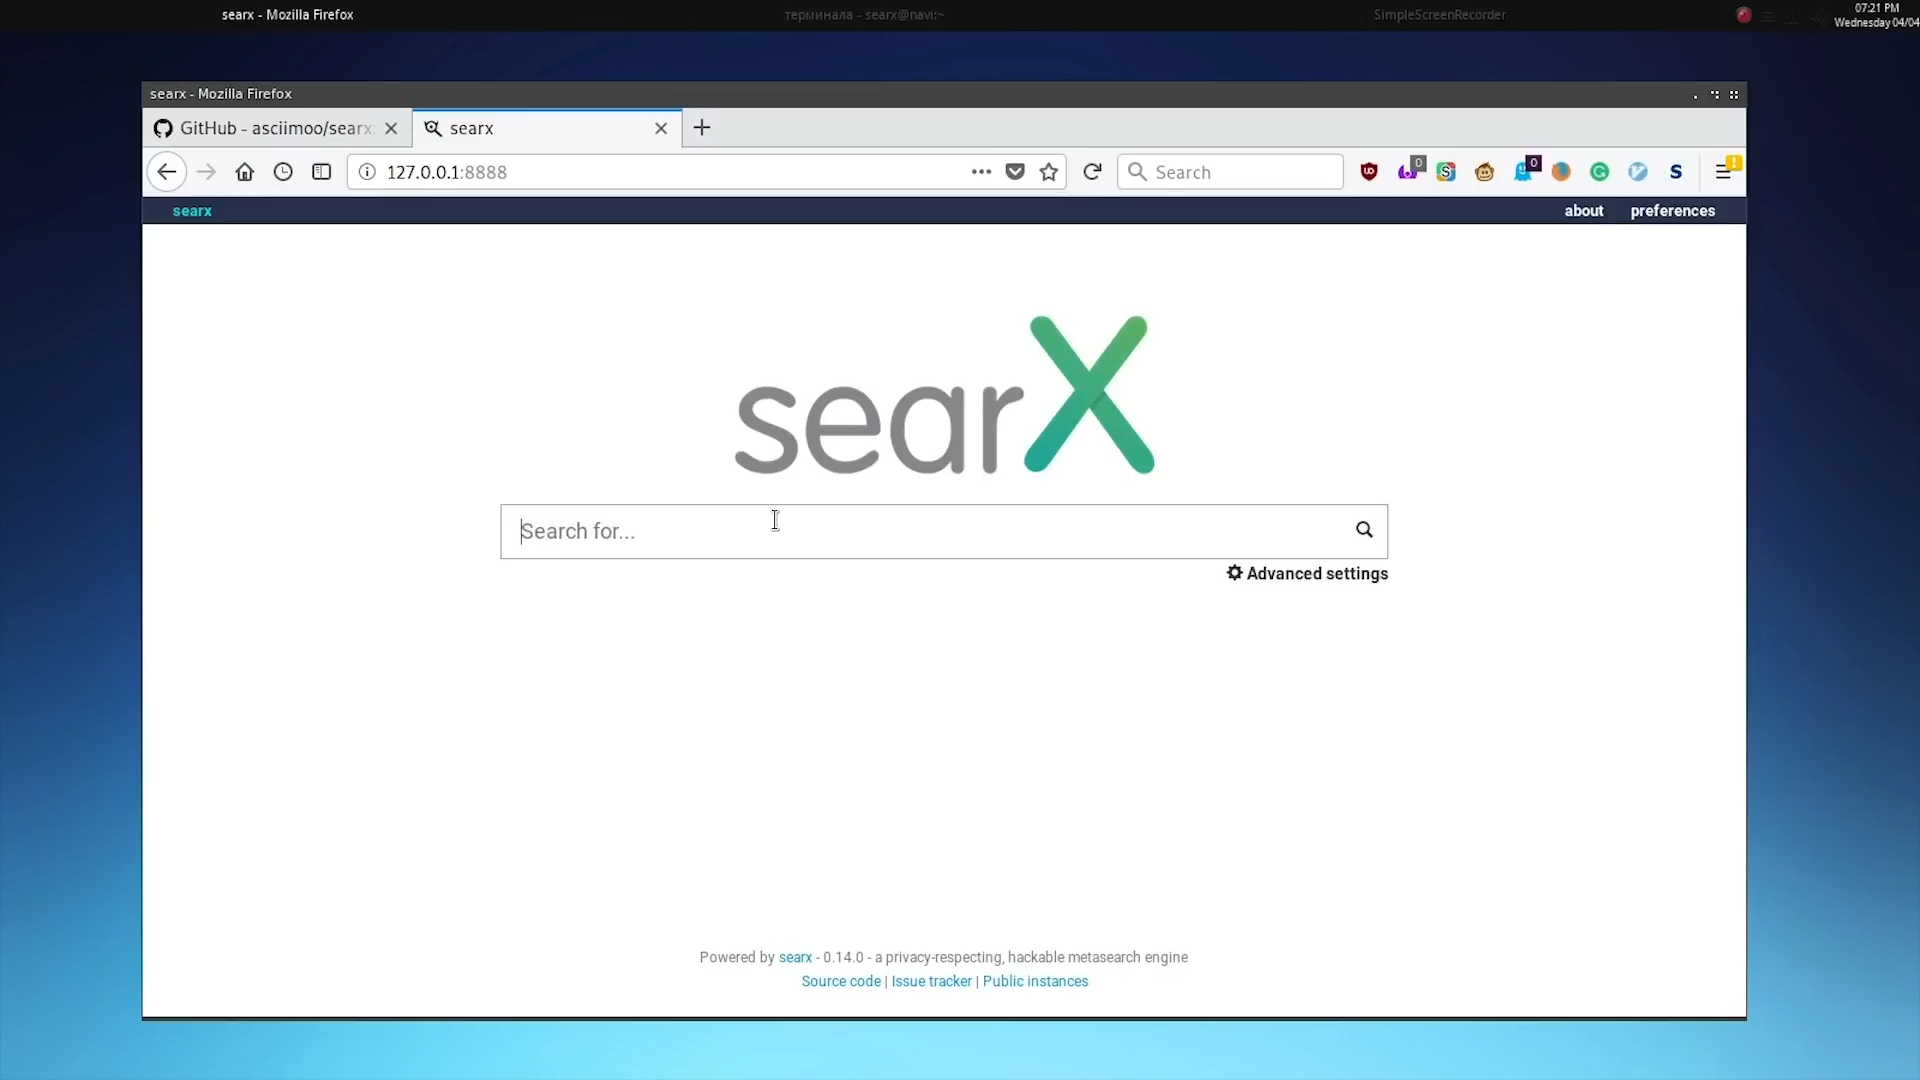 searx - Mozilla Firefox
терминала - searx@navi:~
SimpleScreenRecorder
07:21 PM
Wednesday 04/04
searx - Mozilla Firefox
GitHub - asciimoo/searx:
searx
127.0.0.1:8888
Search
0
0
searx
about
preferences
searX
Search for...
Advanced settings
Powered by searx - 0.14.0 - a privacy-respecting, hackable metasearch engine
Source code | Issue tracker | Public instances